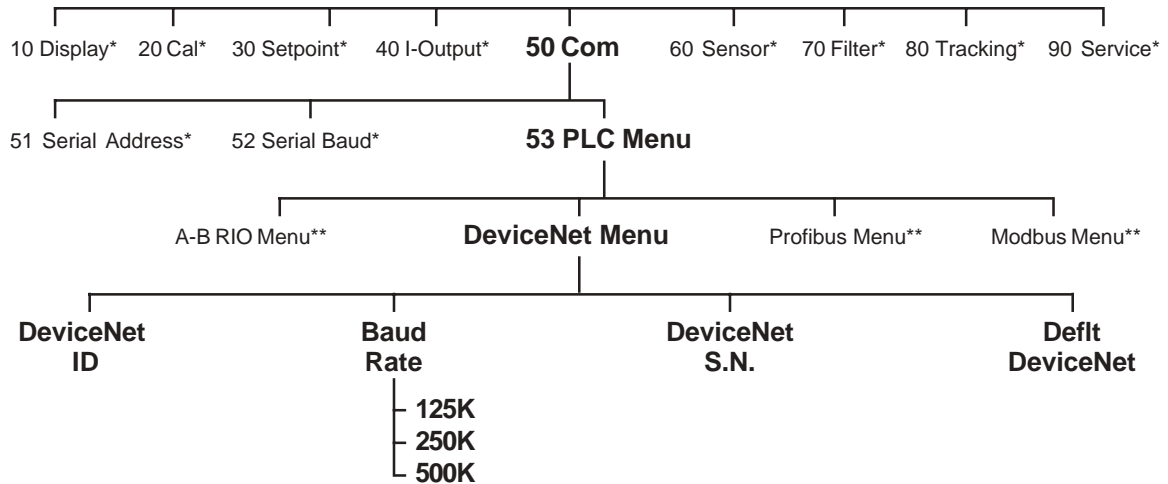 10 Display* 20 Cal* 30 Setpoint* 40 I-Output* 50 Com 60 Sensor* 70 Filter* 80 Tracking* 90 Service*
51 Serial Address* 52 Serial Baud* 53 PLC Menu
A-B RIO Menu** DeviceNet Menu Profibus Menu** Modbus Menu**
DeviceNet ID
Baud Rate
DeviceNet S.N.
Deflt DeviceNet
125K
250K
500K